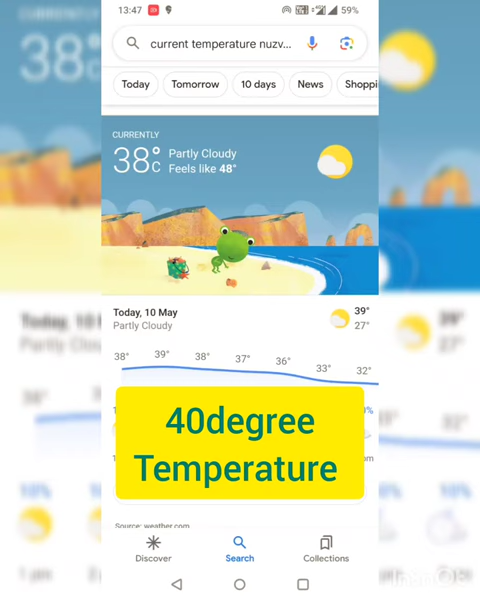 13:47
59%
current temperature nuzv...
Today
Tomorrow
10 days
News
Shoppi
CURRENTLY
38°C
Partly Cloudy
Feels like 48°
Today, 10 May
Partly Cloudy
39°
27°
38° 39° 38° 37° 36° 33° 32°
40degree
Temperature
Source: weather.com
Discover
Search
Collections